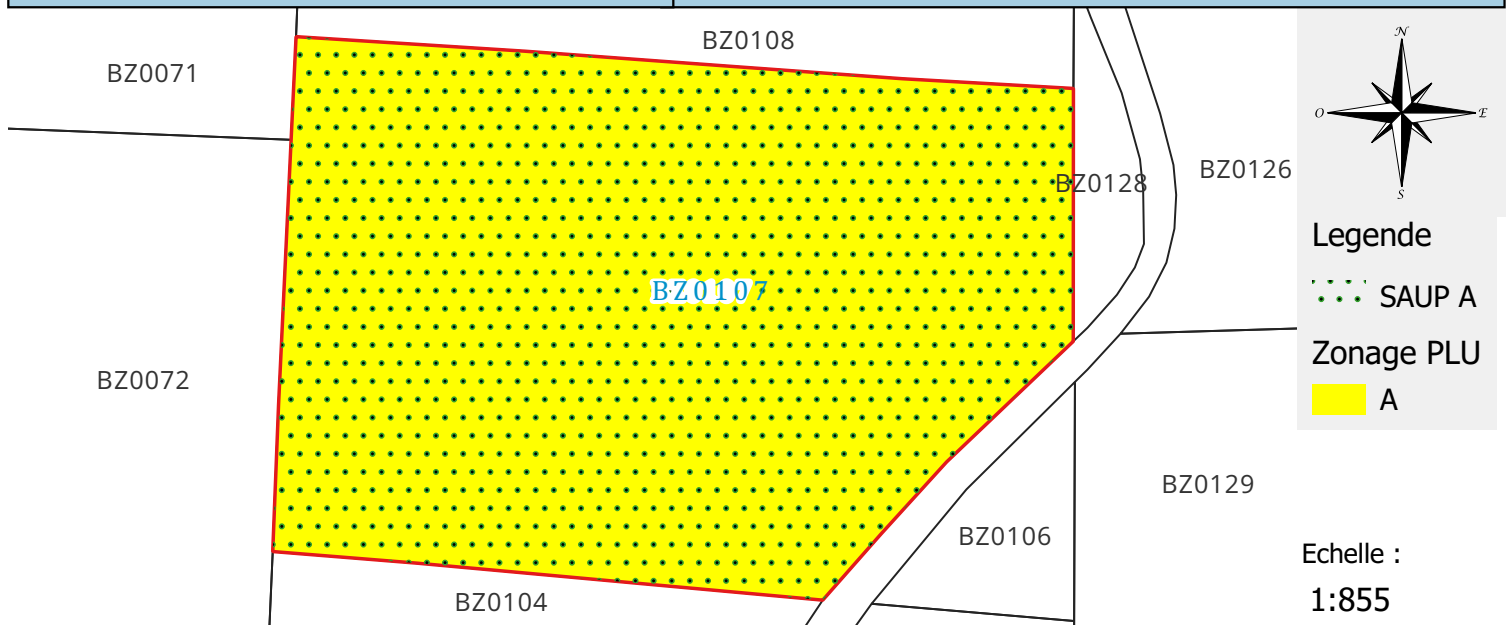 BZ0108
BZ0071
N
O
E
S
BZ0128
BZ0126
Legende
SAUP A
BZ0107
Zonage PLU
A
BZ0072
BZ0129
BZ0106
Echelle :
BZ0104
1:855